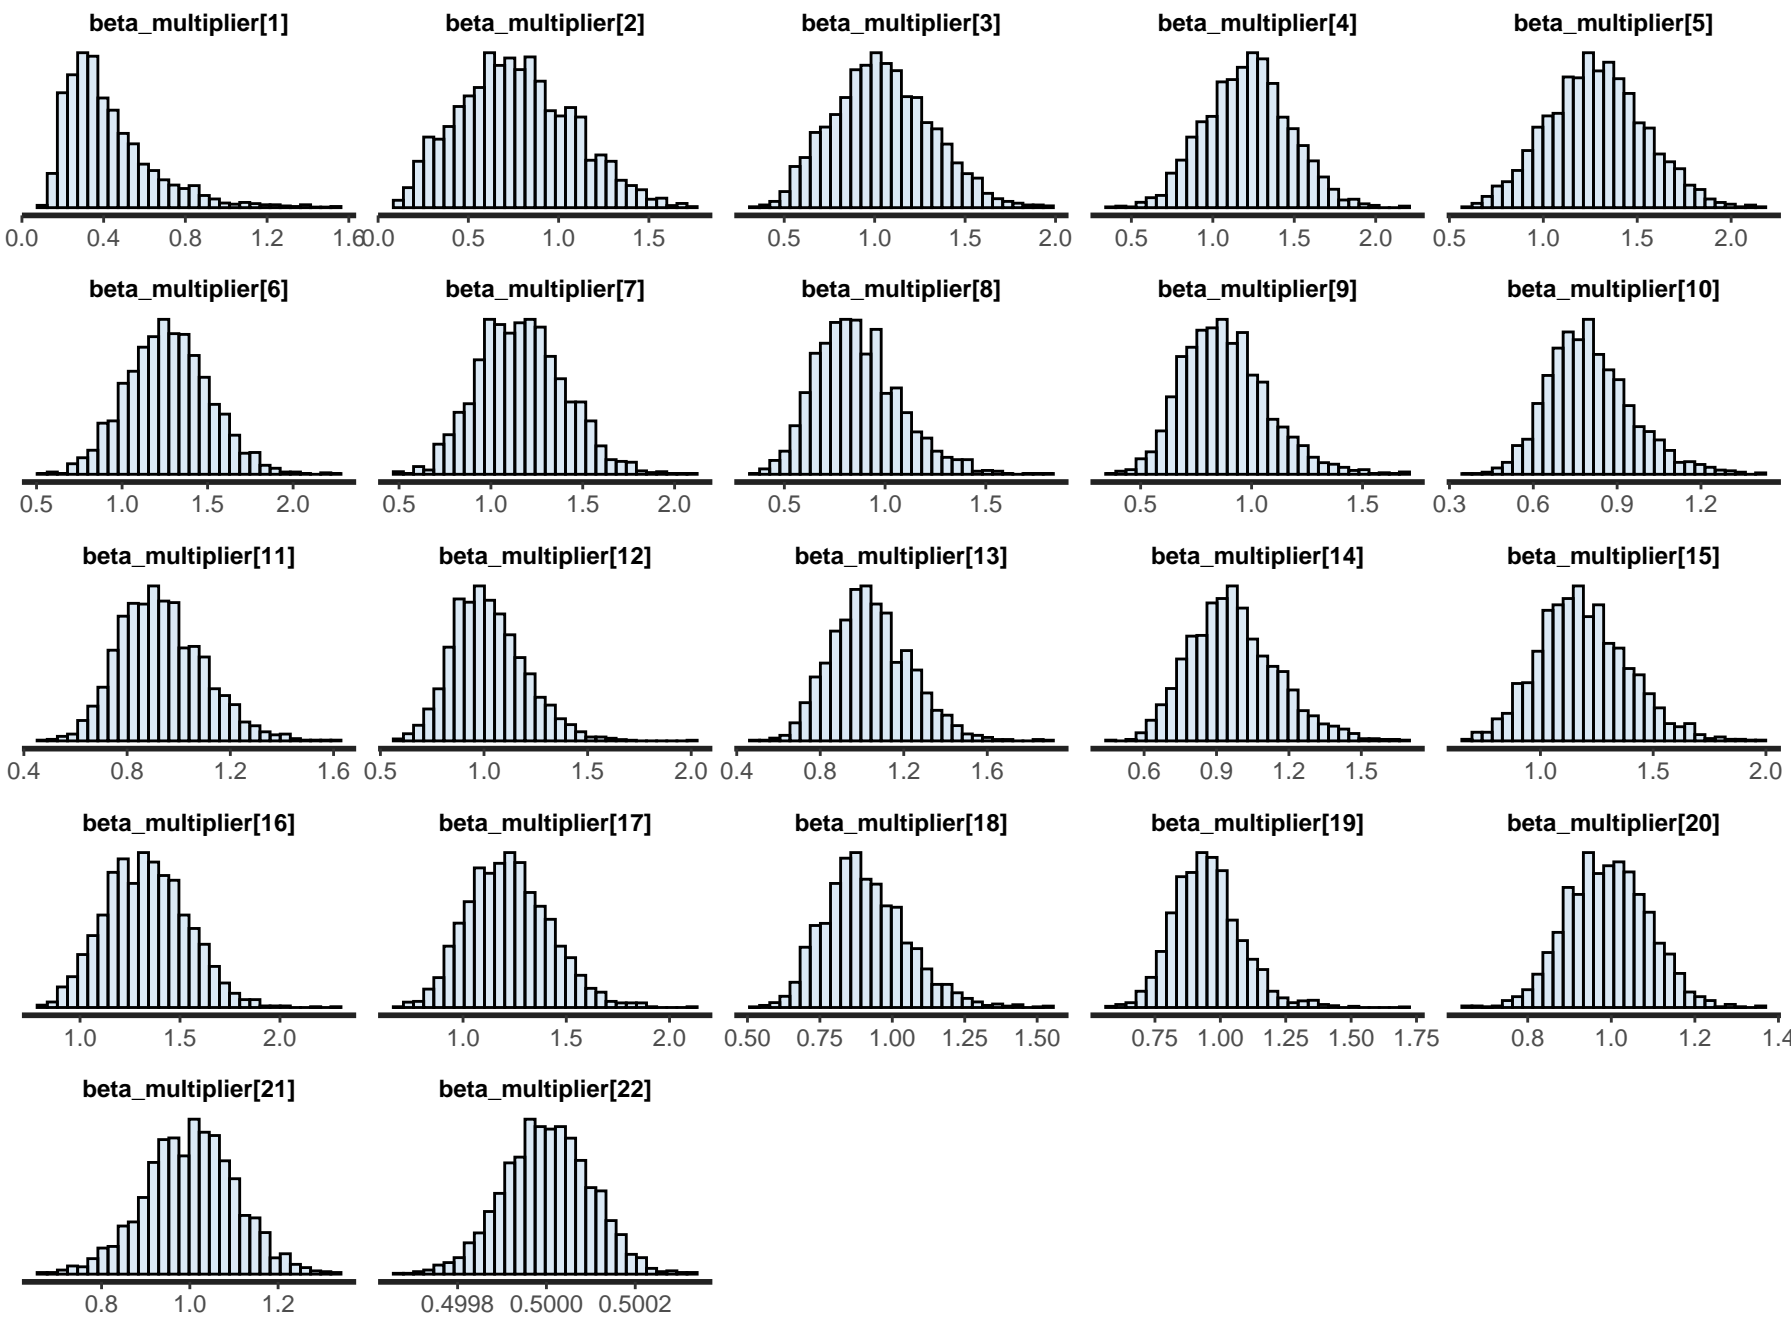 beta_multiplier[1] beta_multiplier[2] beta_multiplier[3] beta_multiplier[4] beta_multiplier[5]
0.0 0.4 0.8 1.2 1.6 0.0 0.5 1.0 1.5 0.5 1.0 1.5 2.0 0.5 1.0 1.5 2.0 0.5 1.0 1.5 2.0
beta_multiplier[6] beta_multiplier[7] beta_multiplier[8] beta_multiplier[9] beta_multiplier[10]
0.5 1.0 1.5 2.0 0.5 1.0 1.5 2.0 0.5 1.0 1.5 0.5 1.0 1.5 0.3 0.6 0.9 1.2
beta_multiplier[11] beta_multiplier[12] beta_multiplier[13] beta_multiplier[14] beta_multiplier[15]
0.4 0.8 1.2 1.6 0.5 1.0 1.5 2.0 0.4 0.8 1.2 1.6 0.6 0.9 1.2 1.5 1.0 1.5 2.0
beta_multiplier[16] beta_multiplier[17] beta_multiplier[18] beta_multiplier[19] beta_multiplier[20]
1.0 1.5 2.0 1.0 1.5 2.0 0.50 0.75 1.00 1.25 1.50 0.75 1.00 1.25 1.50 1.75 0.8 1.0 1.2 1.4
beta_multiplier[21] beta_multiplier[22]
0.8 1.0 1.2 0.4998 0.5000 0.5002